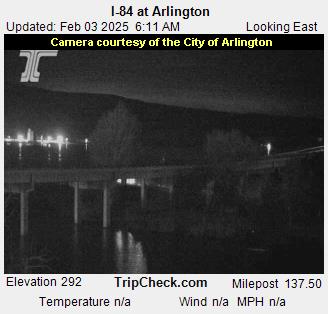 I-84 at Arlington
Updated: Feb 03 2025 6:11 AM Looking East
Camera courtesy of the City of Arlington
Elevation 292 TripCheck.com Milepost 137.50
Temperature n/a Wind n/a MPH n/a